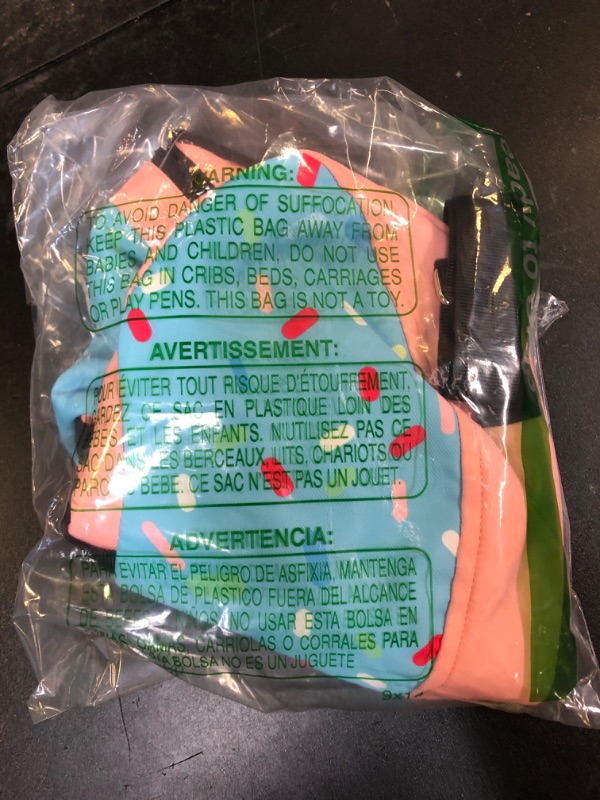 WARNING:
TO AVOID DANGER OF SUFFOCATION
KEEP THIS PLASTIC BAG AWAY FROM
BABIES AND CHILDREN, DO NOT USE
THIS BAG IN CRIBS, BEDS, CARRIAGES
OR PLAY PENS. THIS BAG IS NOT A TOY.
AVERTISSEMENT:
POUR ÉVITER TOUT RISQUE D'ÉTOUFFEMENT,
GARDEZ CE SAC EN PLASTIQUE LOIN DES
BÉBÉS ET LES ENFANTS. N'UTILISEZ PAS CE
SAC DANS LES BERCEAUX, LITS, CHARIOTS OU
PARC BEBE. CE SAC N'EST PAS UN JOUET.
ADVERTENCIA:
PARA EVITAR EL PELIGRO DE ASFIXIA, MANTENGA
BOLSA DE PLASTICO FUERA DEL ALCANCE
DE NO USAR ESTA BOLSA EN
CARRIOLAS O CORRALES PARA
BOLSA NO ES UN JUGUETE